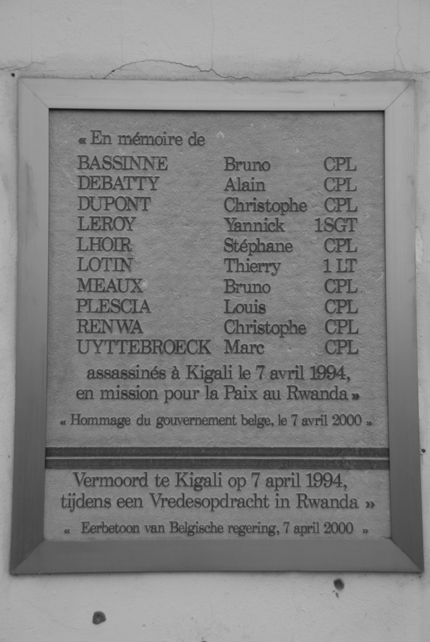 « En mémoire de
BASSINNE Bruno CPL
DEBATTY Alain CPL
DUPONT Christophe CPL
LEROY Yannick 1SGT
LHOIR Stéphane CPL
LOTIN Thierry 1 LT
MEAUX Bruno CPL
PLESCIA Louis CPL
RENWA Christophe CPL
UYTTEBROECK Marc CPL
assassinés à Kigali le 7 avril 1994,
en mission pour la Paix au Rwanda »
« Hommage du gouvernement belge, le 7 avril 2000 »
Vermoord te Kigali op 7 april 1994,
tijdens een Vredesopdracht in Rwanda »
« Eerbetoon van Belgische regering, 7 april 2000 »